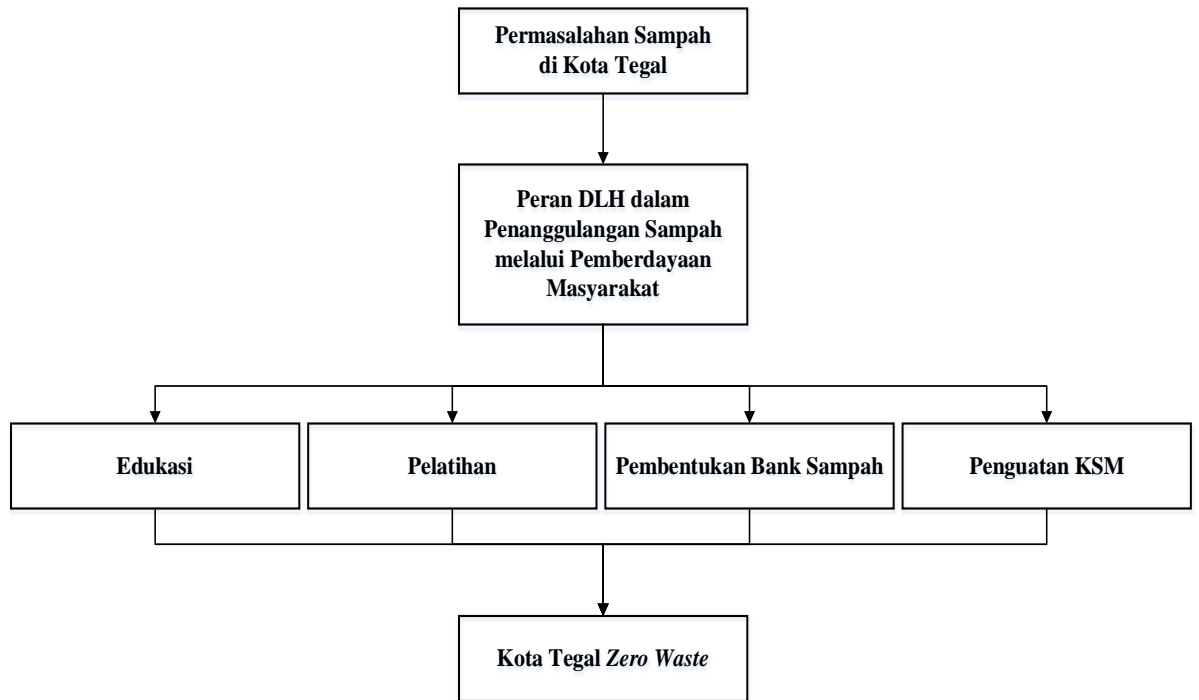 Permasalahan Sampah
di Kota Tegal
Peran DLH dalam
Penanggulangan Sampah
melalui Pemberdayaan
Masyarakat
Edukasi
Pelatihan
Pembentukan Bank Sampah
Penguatan KSM
Kota Tegal Zero Waste